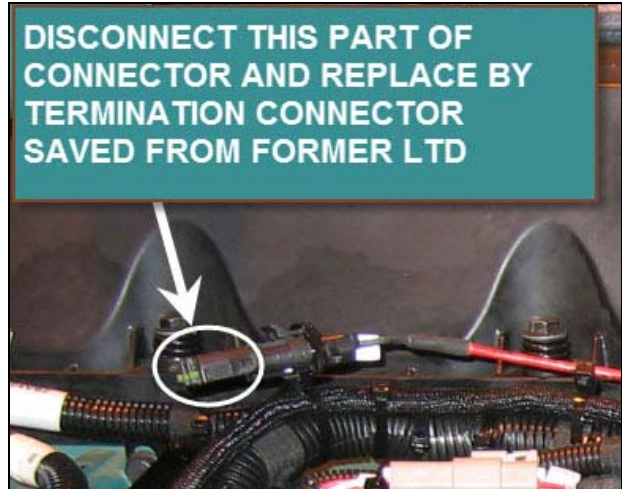 DISCONNECT THIS PART OF
CONNECTOR AND REPLACE BY
TERMINATION CONNECTOR
SAVED FROM FORMER LTD